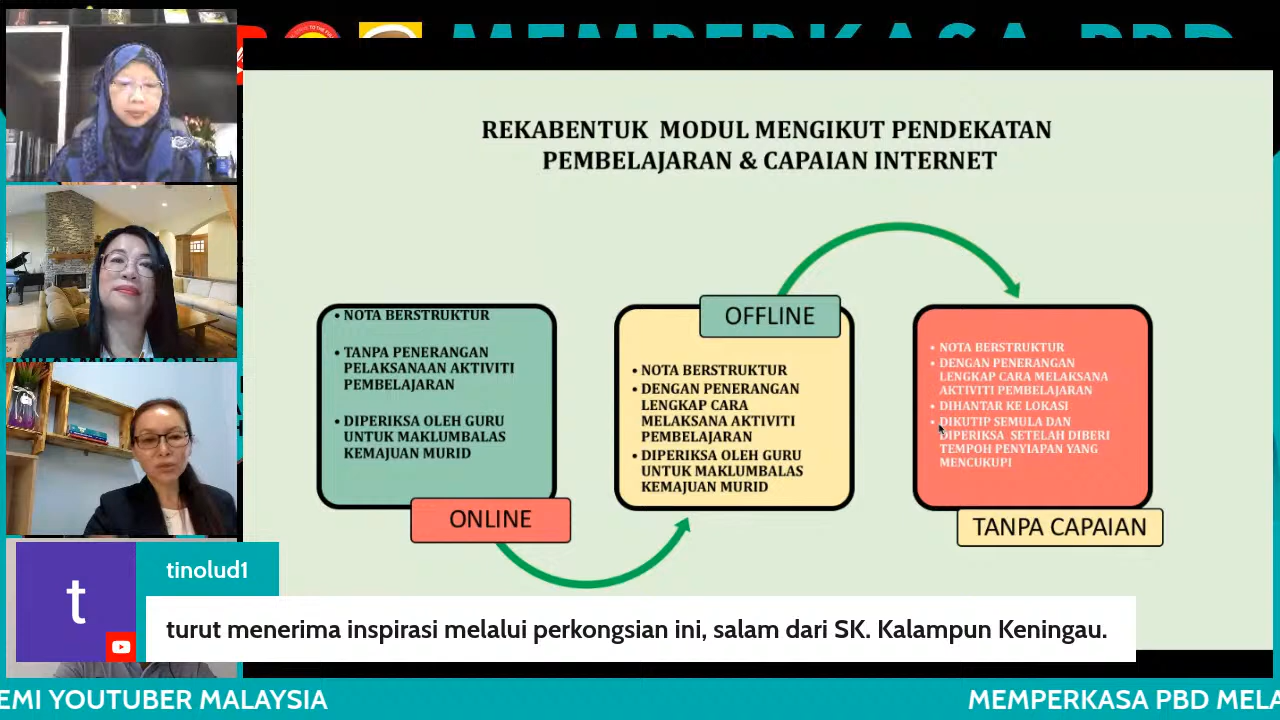 MEMPERKASA PBD
REKABENTUK MODUL MENGIKUT PENDEKATAN
PEMBELAJARAN & CAPAIAN INTERNET
• NOTA BERSTRUKTUR
• TANPA PENERANGAN
PELAKSANAAN AKTIVITI
PEMBELAJARAN
• DIPERIKSA OLEH GURU
UNTUK MAKLUMBALAS
KEMAJUAN MURID
ONLINE
OFFLINE
• NOTA BERSTRUKTUR
• DENGAN PENERANGAN
LENGKAP CARA
MELAKSANA AKTIVITI
PEMBELAJARAN
• DIPERIKSA OLEH GURU
UNTUK MAKLUMBALAS
KEMAJUAN MURID
• NOTA BERSTRUKTUR
• DENGAN PENERANGAN
LENGKAP CARA MELAKSANA
AKTIVITI PEMBELAJARAN
• DIHANTAR KE LOKASI
• DIKUTIP SEMULA DAN
DIPERIKSA SETELAH DIBERI
TEMPOH PENYIAPAN YANG
MENCUKUPI
TANPA CAPAIAN
t
tinolud1
turut menerima inspirasi melalui perkongsian ini, salam dari SK. Kalampun Keningau.
EMI YOUTUBER MALAYSIA
MEMPERKASA PBD MELA